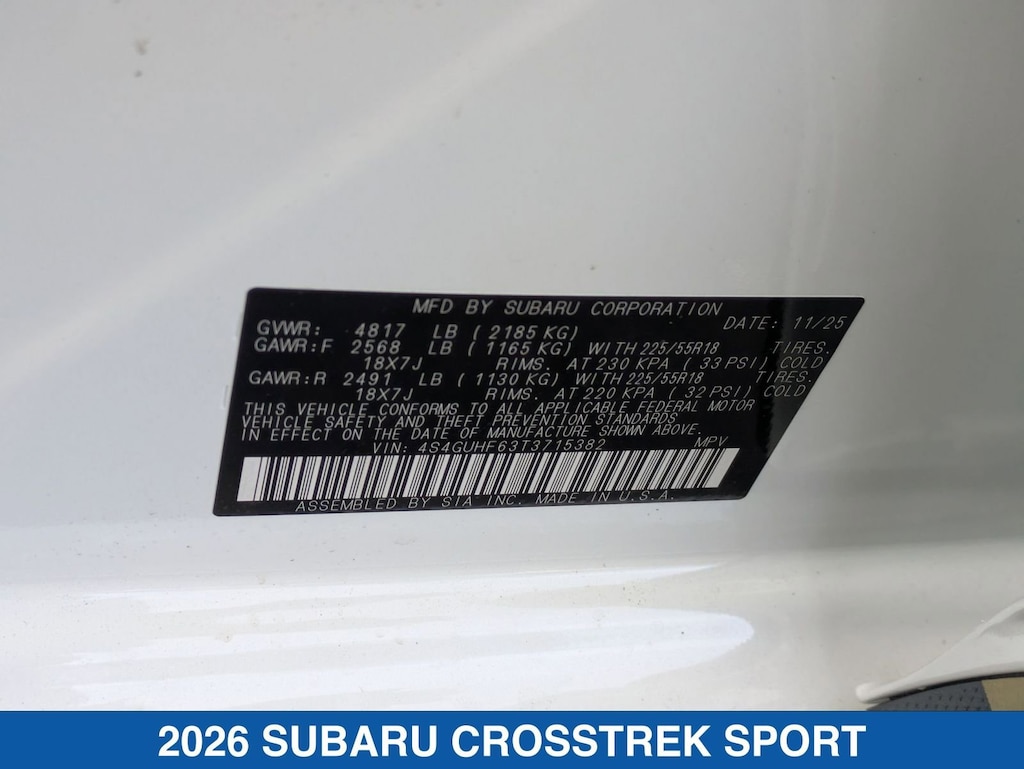 MFD BY SUBARU CORPORATION
DATE: 11/25
GVWR: 4817 LB (2185 KG)
GAWR:F 2568 LB (1165 KG) WITH 225/55R18 TIRES.
18X7J RIMS. AT 230 KPA (33 PSI) COLD
GAWR:R 2491 LB (1130 KG) WITH 225/55R18 TIRES.
18X7J RIMS. AT 220 KPA (32 PSI) COLD
THIS VEHICLE CONFORMS TO ALL APPLICABLE FEDERAL MOTOR
VEHICLE SAFETY AND THEFT PREVENTION STANDARDS
IN EFFECT ON THE DATE OF MANUFACTURE SHOWN ABOVE.
VIN: 4S4GUHF63T3715382 MPV
ASSEMBLED BY SIA INC. MADE IN U.S.A.
2026 SUBARU CROSSTREK SPORT